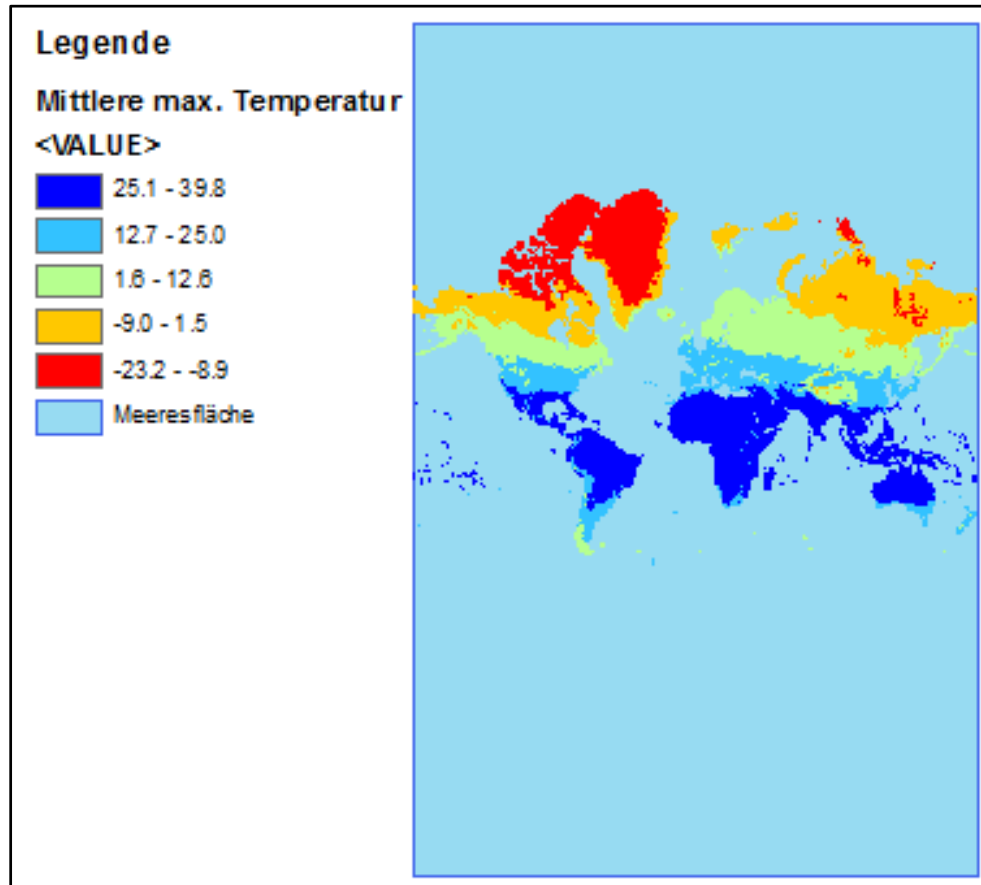 Legende
Mittlere max. Temperatur
<VALUE>
25.1 - 39.8
12.7 - 25.0
1.6 - 12.6
-9.0 - 1.5
-23.2 - -8.9
Meeresfläche